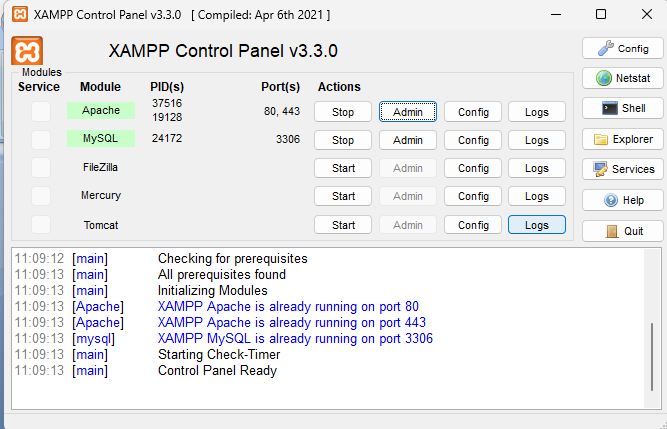 XAMPP Control Panel v3.3.0 [ Compiled: Apr 6th 2021 ]
XAMPP Control Panel v3.3.0
Config
Modules
Service Module PID(s) Port(s) Actions
Netstat
Apache 37516 19128 80, 443 Stop Admin Config Logs
Shell
MySQL 24172 3306 Stop Admin Config Logs
Explorer
FileZilla Start Admin Config Logs
Services
Mercury Start Admin Config Logs
Help
Tomcat Start Admin Config Logs
Quit
11:09:12 [main] Checking for prerequisites
11:09:13 [main] All prerequisites found
11:09:13 [main] Initializing Modules
11:09:13 [Apache] XAMPP Apache is already running on port 80
11:09:13 [Apache] XAMPP Apache is already running on port 443
11:09:13 [mysql] XAMPP MySQL is already running on port 3306
11:09:13 [main] Starting Check-Timer
11:09:13 [main] Control Panel Ready